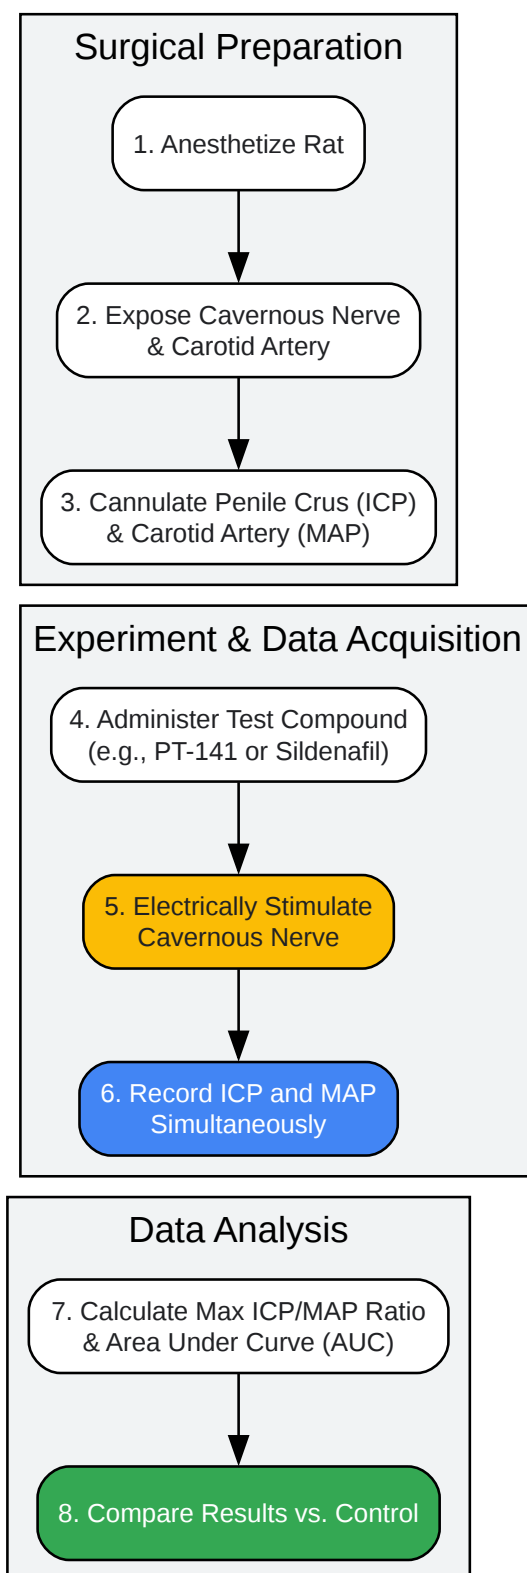 Surgical Preparation
1. Anesthetize Rat
2. Expose Cavernous Nerve
& Carotid Artery
3. Cannulate Penile Crus (ICP)
& Carotid Artery (MAP)
Experiment & Data Acquisition
4. Administer Test Compound
(e.g., PT-141 or Sildenafil)
5. Electrically Stimulate
Cavernous Nerve
6. Record ICP and MAP
Simultaneously
Data Analysis
7. Calculate Max ICP/MAP Ratio
& Area Under Curve (AUC)
8. Compare Results vs. Control